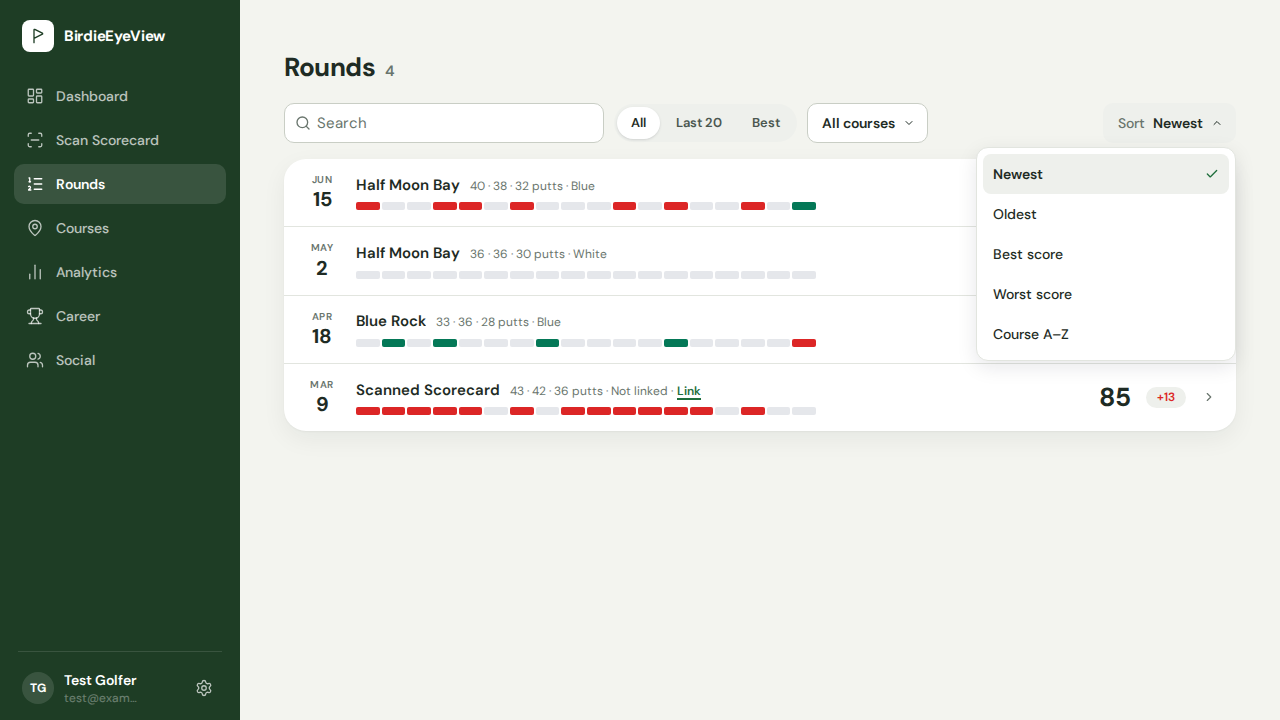 BirdieEyeView
Dashboard
Scan Scorecard
Rounds
Courses
Analytics
Career
Social
TG
Test Golfer
test@exam...
Rounds 4
Search
All Last 20 Best All courses Sort Newest
Newest
Oldest
Best score
Worst score
Course A–Z
JUN
15
Half Moon Bay 40 · 38 · 32 putts · Blue
MAY
2
Half Moon Bay 36 · 36 · 30 putts · White
APR
18
Blue Rock 33 · 36 · 28 putts · Blue
MAR
9
Scanned Scorecard 43 · 42 · 36 putts · Not linked · Link
85 +13